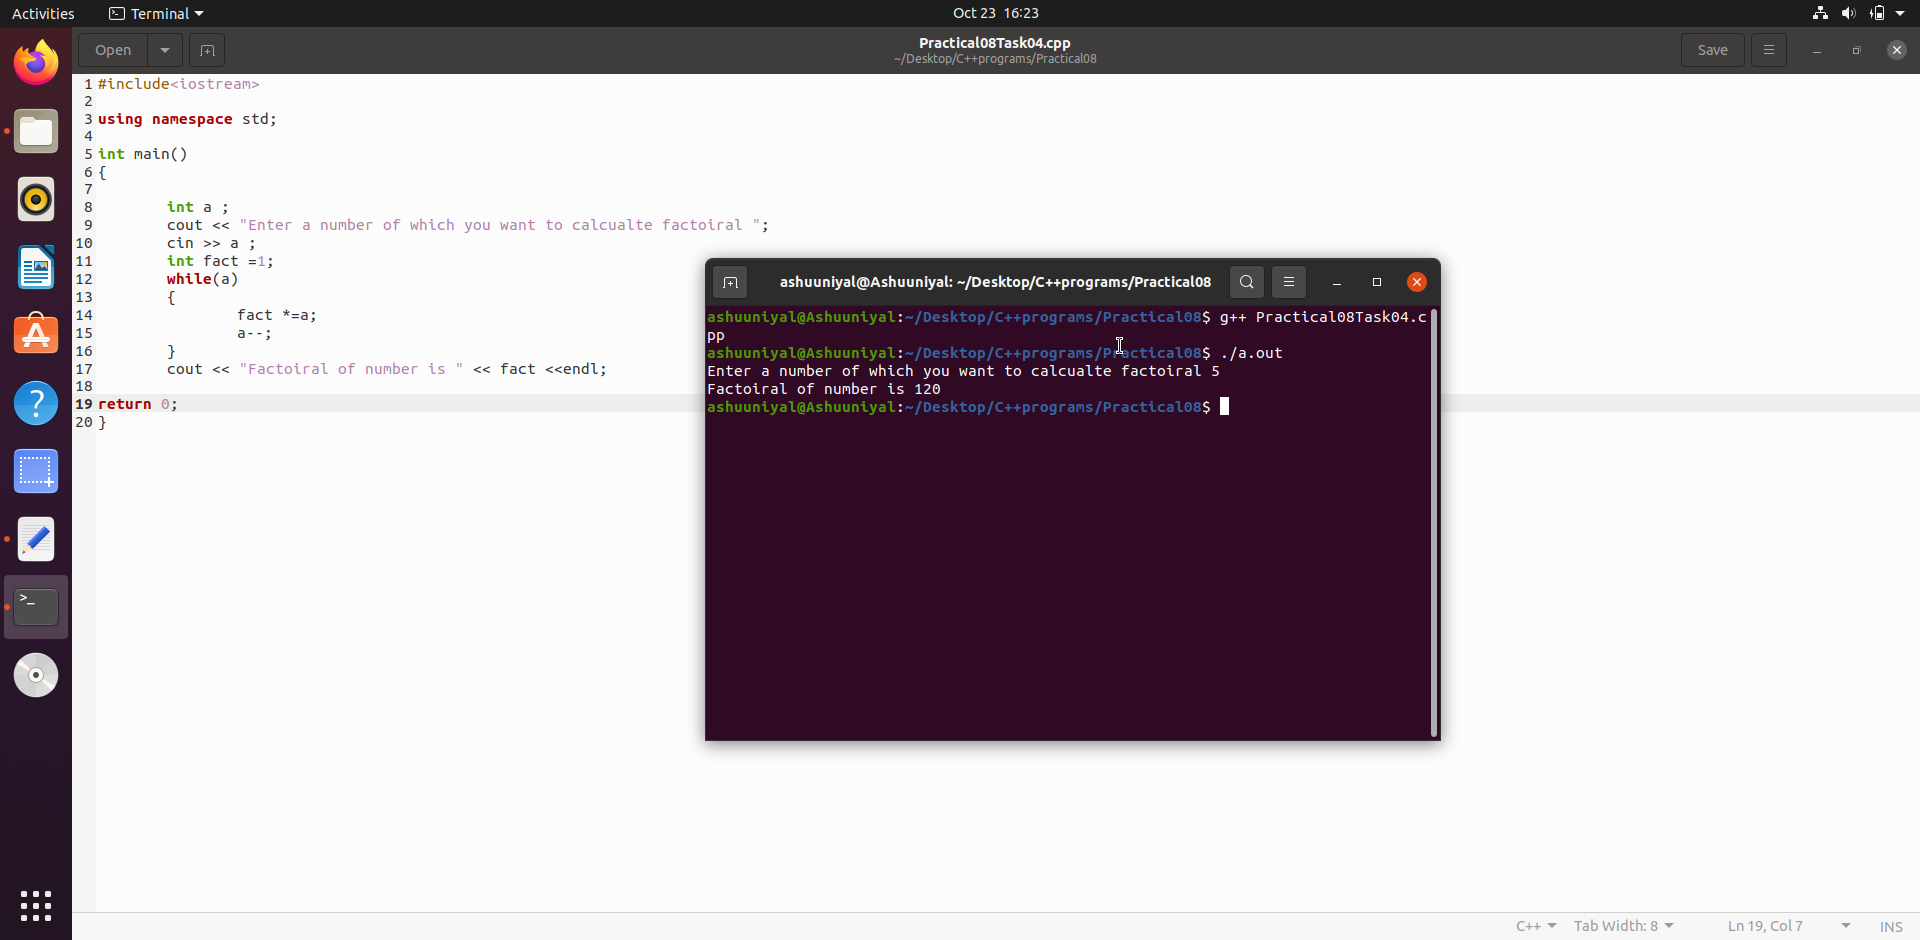 Activities Terminal Oct 23 16:23
Open Practical08Task04.cpp Save
~/Desktop/C++programs/Practical08
1 #include<iostream>
2
3 using namespace std;
4
5 int main()
6 {
7
8 int a ;
9 cout << "Enter a number of which you want to calcualte factoiral ";
10 cin >> a ;
11 int fact =1;
12 while(a)
13 {
14 fact *=a;
15 a--;
16 }
17 cout << "Factoiral of number is " << fact <<endl;
18
19 return 0;
20 }
ashuuniyal@Ashuuniyal: ~/Desktop/C++programs/Practical08
ashuuniyal@Ashuuniyal:~/Desktop/C++programs/Practical08$ g++ Practical08Task04.c
pp
ashuuniyal@Ashuuniyal:~/Desktop/C++programs/Practical08$ ./a.out
Enter a number of which you want to calcualte factoiral 5
Factoiral of number is 120
ashuuniyal@Ashuuniyal:~/Desktop/C++programs/Practical08$
C++ Tab Width: 8 Ln 19, Col 7 INS